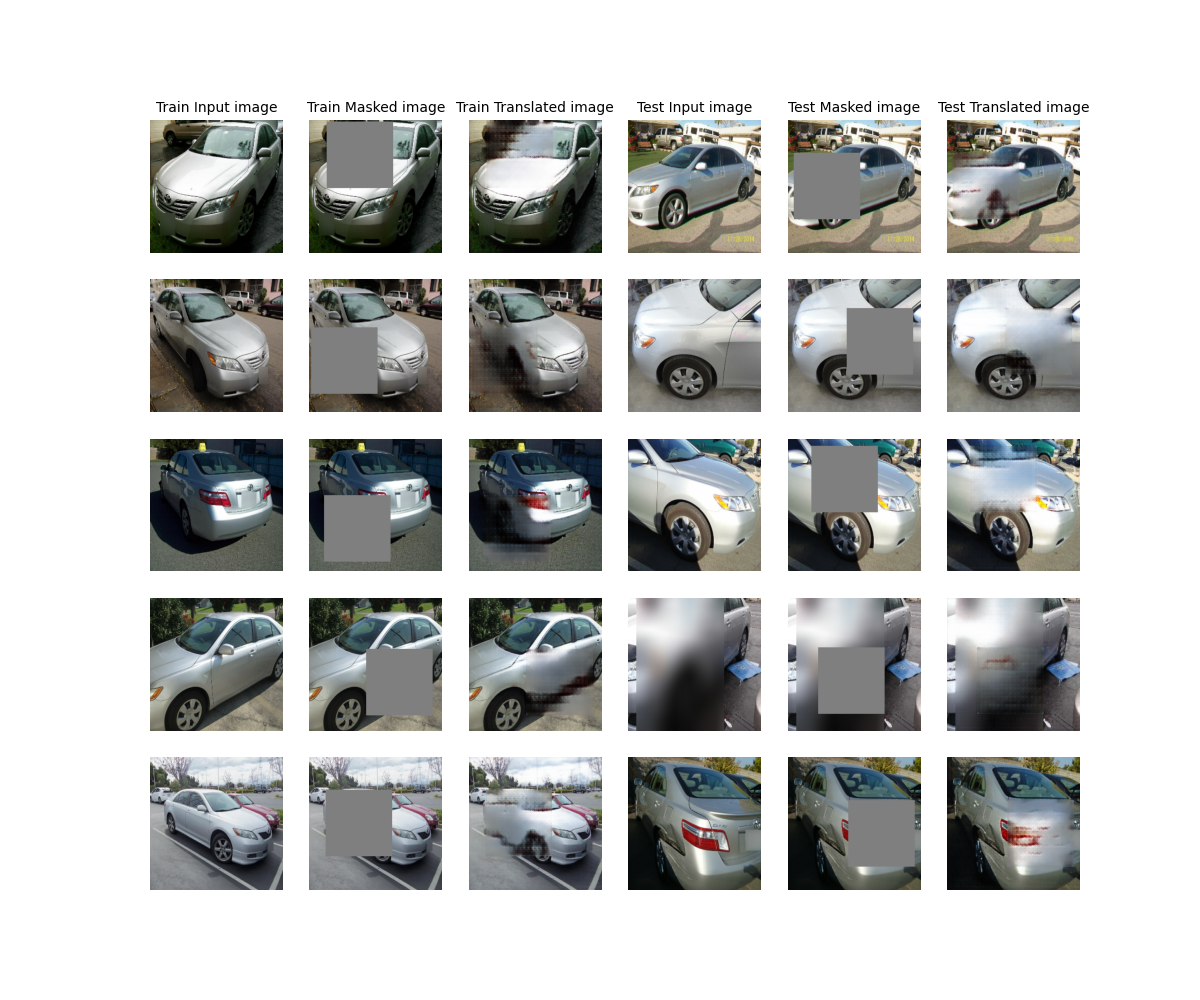 Train Input image
Train Masked image
Train Translated image
Test Input image
Test Masked image
Test Translated image